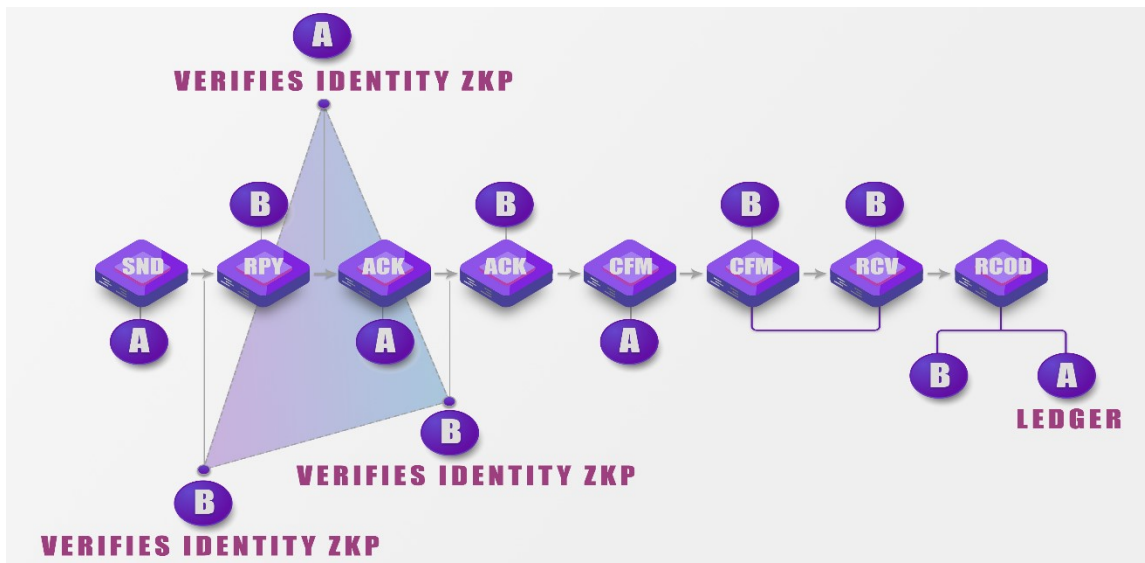 A
VERIFIES IDENTITY ZKP
B
B
B
B
SND
RPY
ACK
ACK
CFM
CFM
RCV
RCOD
A
A
A
B
A
LEDGER
B
VERIFIES IDENTITY ZKP
B
VERIFIES IDENTITY ZKP